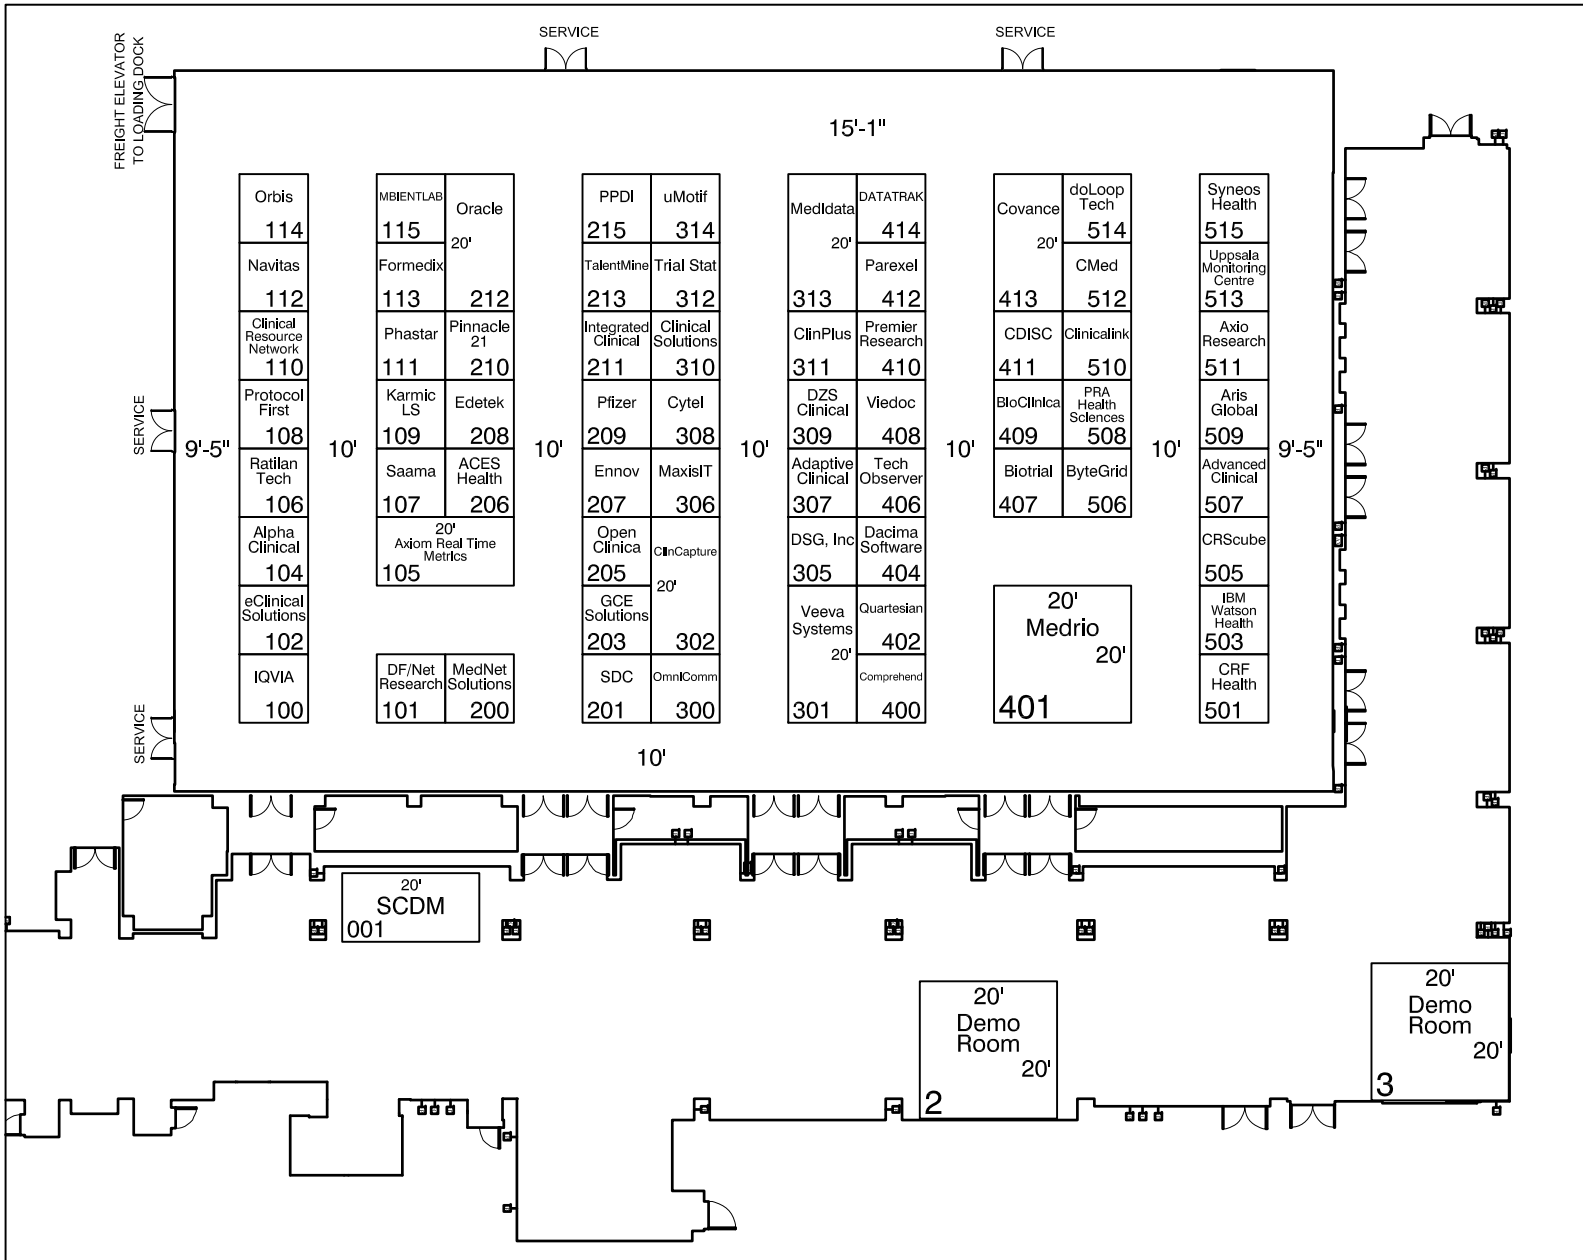 SERVICE
SERVICE
FREIGHT ELEVATOR
TO LOADING DOCK
15'-1"
Orbis
114
Navitas
112
Clinical
Resource
Network
110
Protocol
First
108
Ratilan
Tech
106
Alpha
Clinical
104
eClinical
Solutions
102
IQVIA
100
SERVICE
SERVICE
9'-5"
10'
MBIENTLAB
115
Oracle
20'
212
Formedix
113
Phastar
111
Pinnacle
21
210
Karmic
LS
109
Edetek
208
Saama
107
ACES
Health
206
20'
Axiom Real Time
Metrics
105
DF/Net
Research
101
MedNet
Solutions
200
10'
PPDI
215
uMotif
314
TalentMine
213
Trial Stat
312
Integrated
Clinical
211
Clinical
Solutions
310
Pfizer
209
Cytel
308
Ennov
207
MaxisIT
306
Open
Clinica
205
ClinCapture
20'
302
GCE
Solutions
203
SDC
201
OmniComm
300
10'
10'
Medidata
20'
313
DATATRAK
414
Parexel
412
ClinPlus
311
Premier
Research
410
DZS
Clinical
309
Viedoc
408
Adaptive
Clinical
307
Tech
Observer
406
DSG, Inc
305
Dacima
Software
404
Veeva
Systems
20'
301
Quartesian
402
Comprehend
400
10'
Covance
20'
413
doLoop
Tech
514
CMed
512
CDISC
411
Clinicalink
510
BioClinica
409
PRA
Health
Sciences
508
Biotrial
407
ByteGrid
506
20'
Medrio
20'
401
10'
Syneos
Health
515
Uppsala
Monitoring
Centre
513
Axio
Research
511
Aris
Global
509
Advanced
Clinical
507
CRScube
505
IBM
Watson
Health
503
CRF
Health
501
9'-5"
20'
SCDM
001
20'
Demo
Room
20'
2
20'
Demo
Room
20'
3